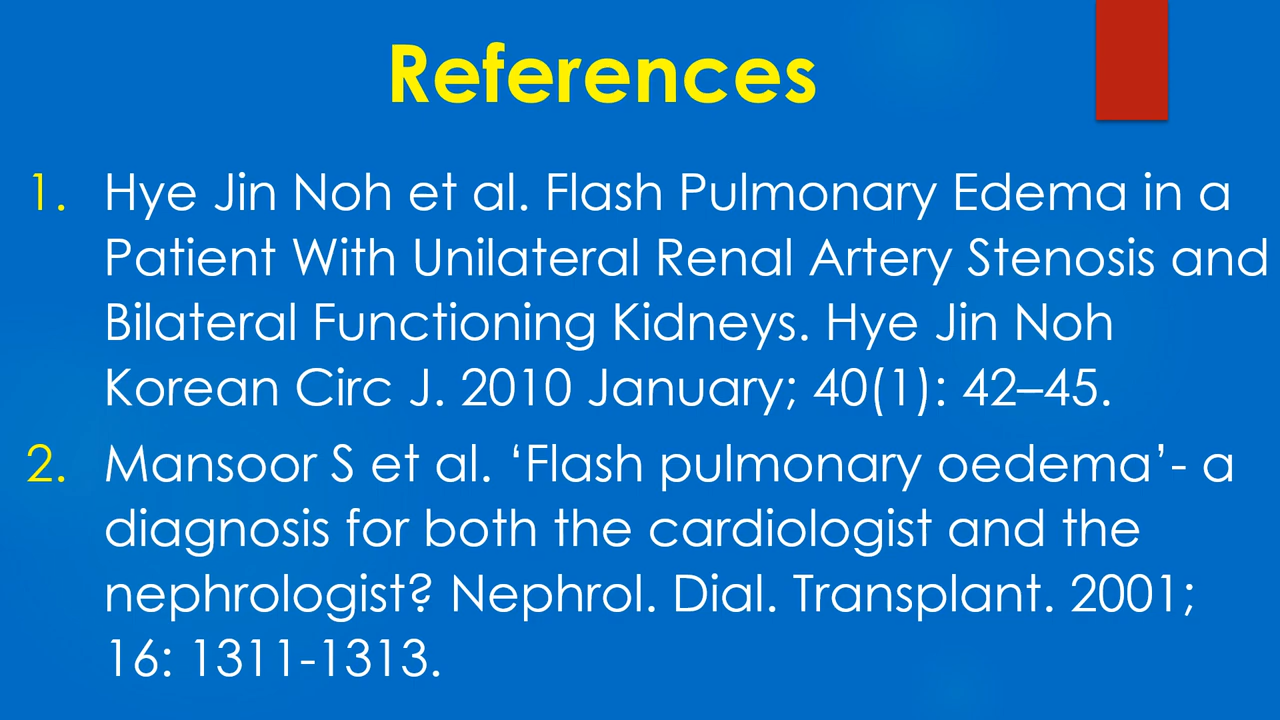 References
1. Hye Jin Noh et al. Flash Pulmonary Edema in a
Patient With Unilateral Renal Artery Stenosis and
Bilateral Functioning Kidneys. Hye Jin Noh
Korean Circ J. 2010 January; 40(1): 42–45.
2. Mansoor S et al. ‘Flash pulmonary oedema’- a
diagnosis for both the cardiologist and the
nephrologist? Nephrol. Dial. Transplant. 2001;
16: 1311-1313.